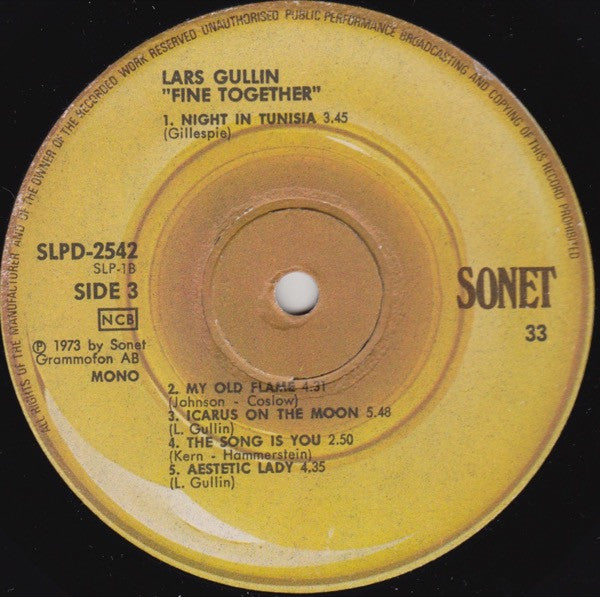 ALL RIGHTS OF THE MANUFACTURER AND OF THE OWNER OF THE RECORDED WORK RESERVED UNAUTHORISED PUBLIC PERFORMANCE BROADCASTING AND COPYING OF THIS RECORD PROHIBITED
LARS GULLIN
"FINE TOGETHER"
1. NIGHT IN TUNISIA 3.45
(Gillespie)
SLPD-2542
SLP-1B
SIDE 3
NCB
℗ 1973 by Sonet
Grammofon AB
MONO
SONET
33
2. MY OLD FLAME 4.31
(Johnson - Coslow)
3. ICARUS ON THE MOON 5.48
(L. Gullin)
4. THE SONG IS YOU 2.50
(Kern - Hammerstein)
5. AESTETIC LADY 4.35
(L. Gullin)